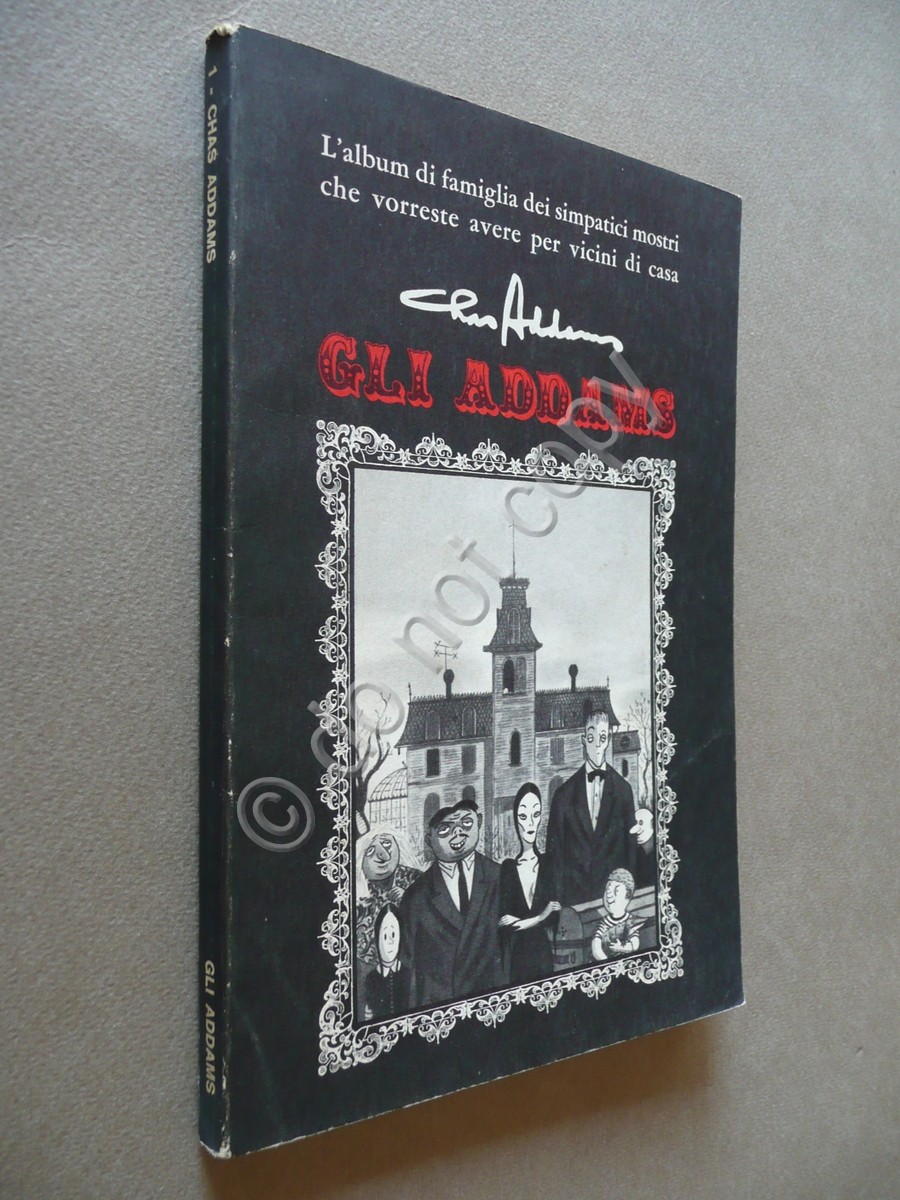 L'album di famiglia dei simpatici mostri
che vorreste avere per vicini di casa
Chas Addams
GLI ADDAMS
1 - CHAS ADDAMS
GLI ADDAMS
© do not copy